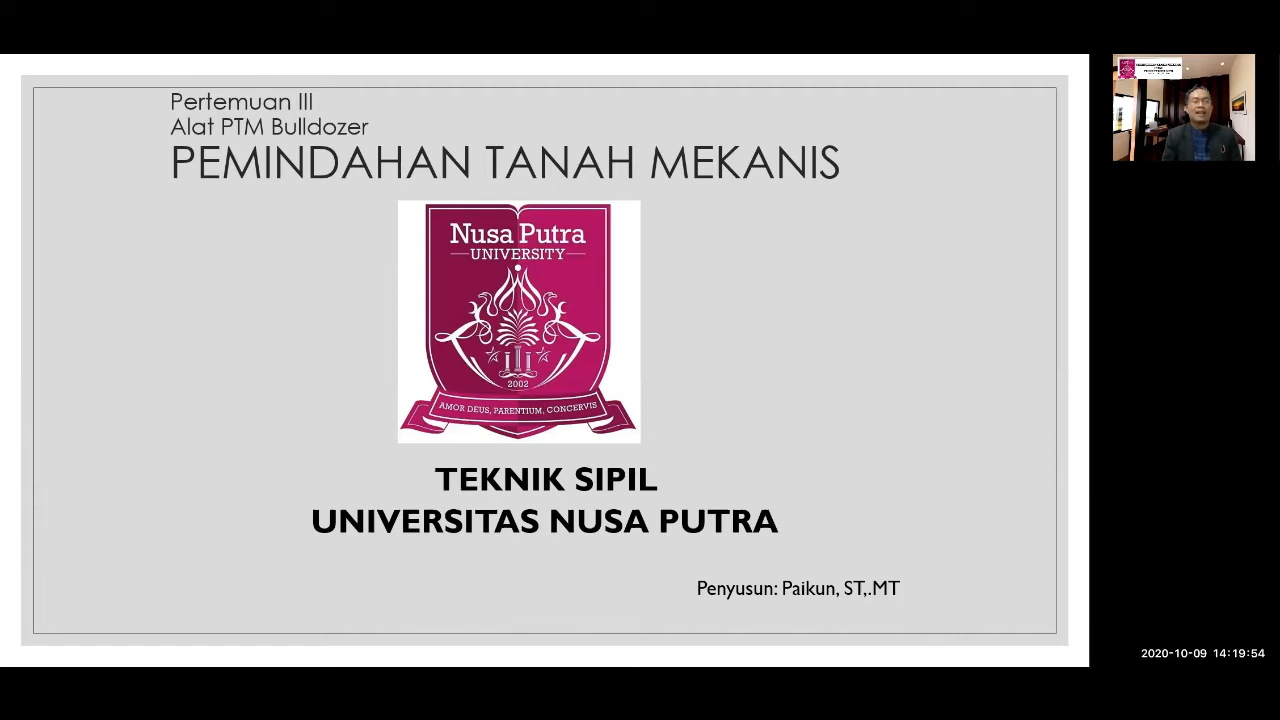 Pertemuan III
Alat PTM Bulldozer
PEMINDAHAN TANAH MEKANIS
Nusa Putra
UNIVERSITY
2002
AMOR DEUS, PARENTIUM, CONCERVIS
TEKNIK SIPIL
UNIVERSITAS NUSA PUTRA
Penyusun: Paikun, ST,.MT
2020-10-09 14:19:54